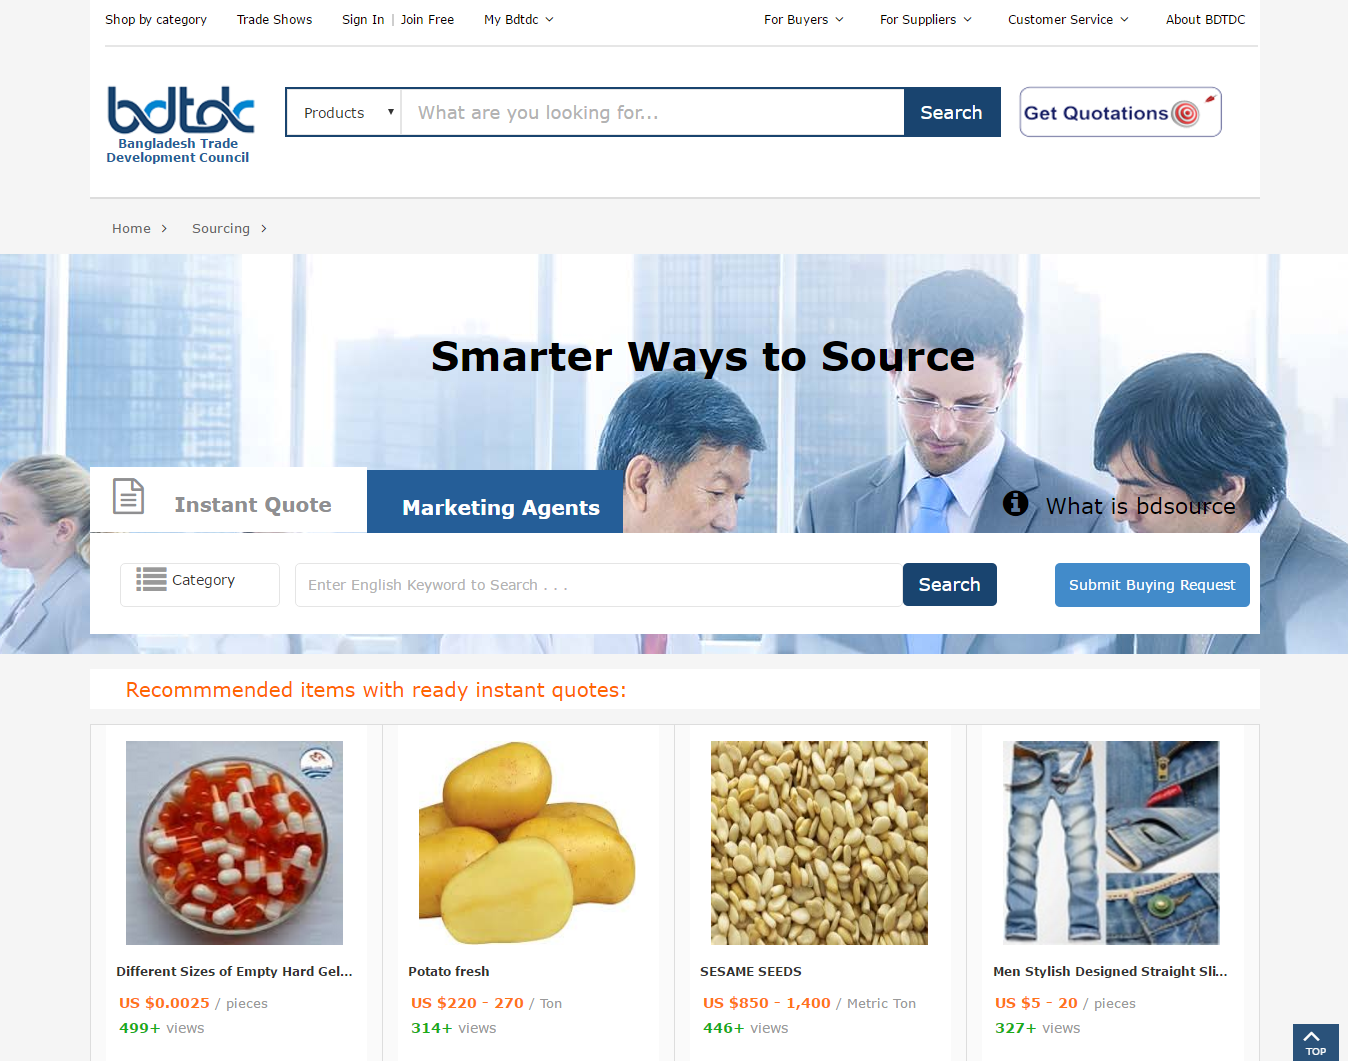 Shop by category Trade Shows Sign In | Join Free My Bdtdc For Buyers For Suppliers Customer Service About BDTDC
bdtdc
Bangladesh Trade
Development Council
Products What are you looking for... Search Get Quotations
Home Sourcing
Smarter Ways to Source
Instant Quote Marketing Agents What is bdsource
Category Enter English Keyword to Search . . . Search Submit Buying Request
Recommmended items with ready instant quotes:
Different Sizes of Empty Hard Gel... Potato fresh SESAME SEEDS Men Stylish Designed Straight Sli...
US $0.0025 / pieces US $220 - 270 / Ton US $850 - 1,400 / Metric Ton US $5 - 20 / pieces
499+ views 314+ views 446+ views 327+ views
TOP